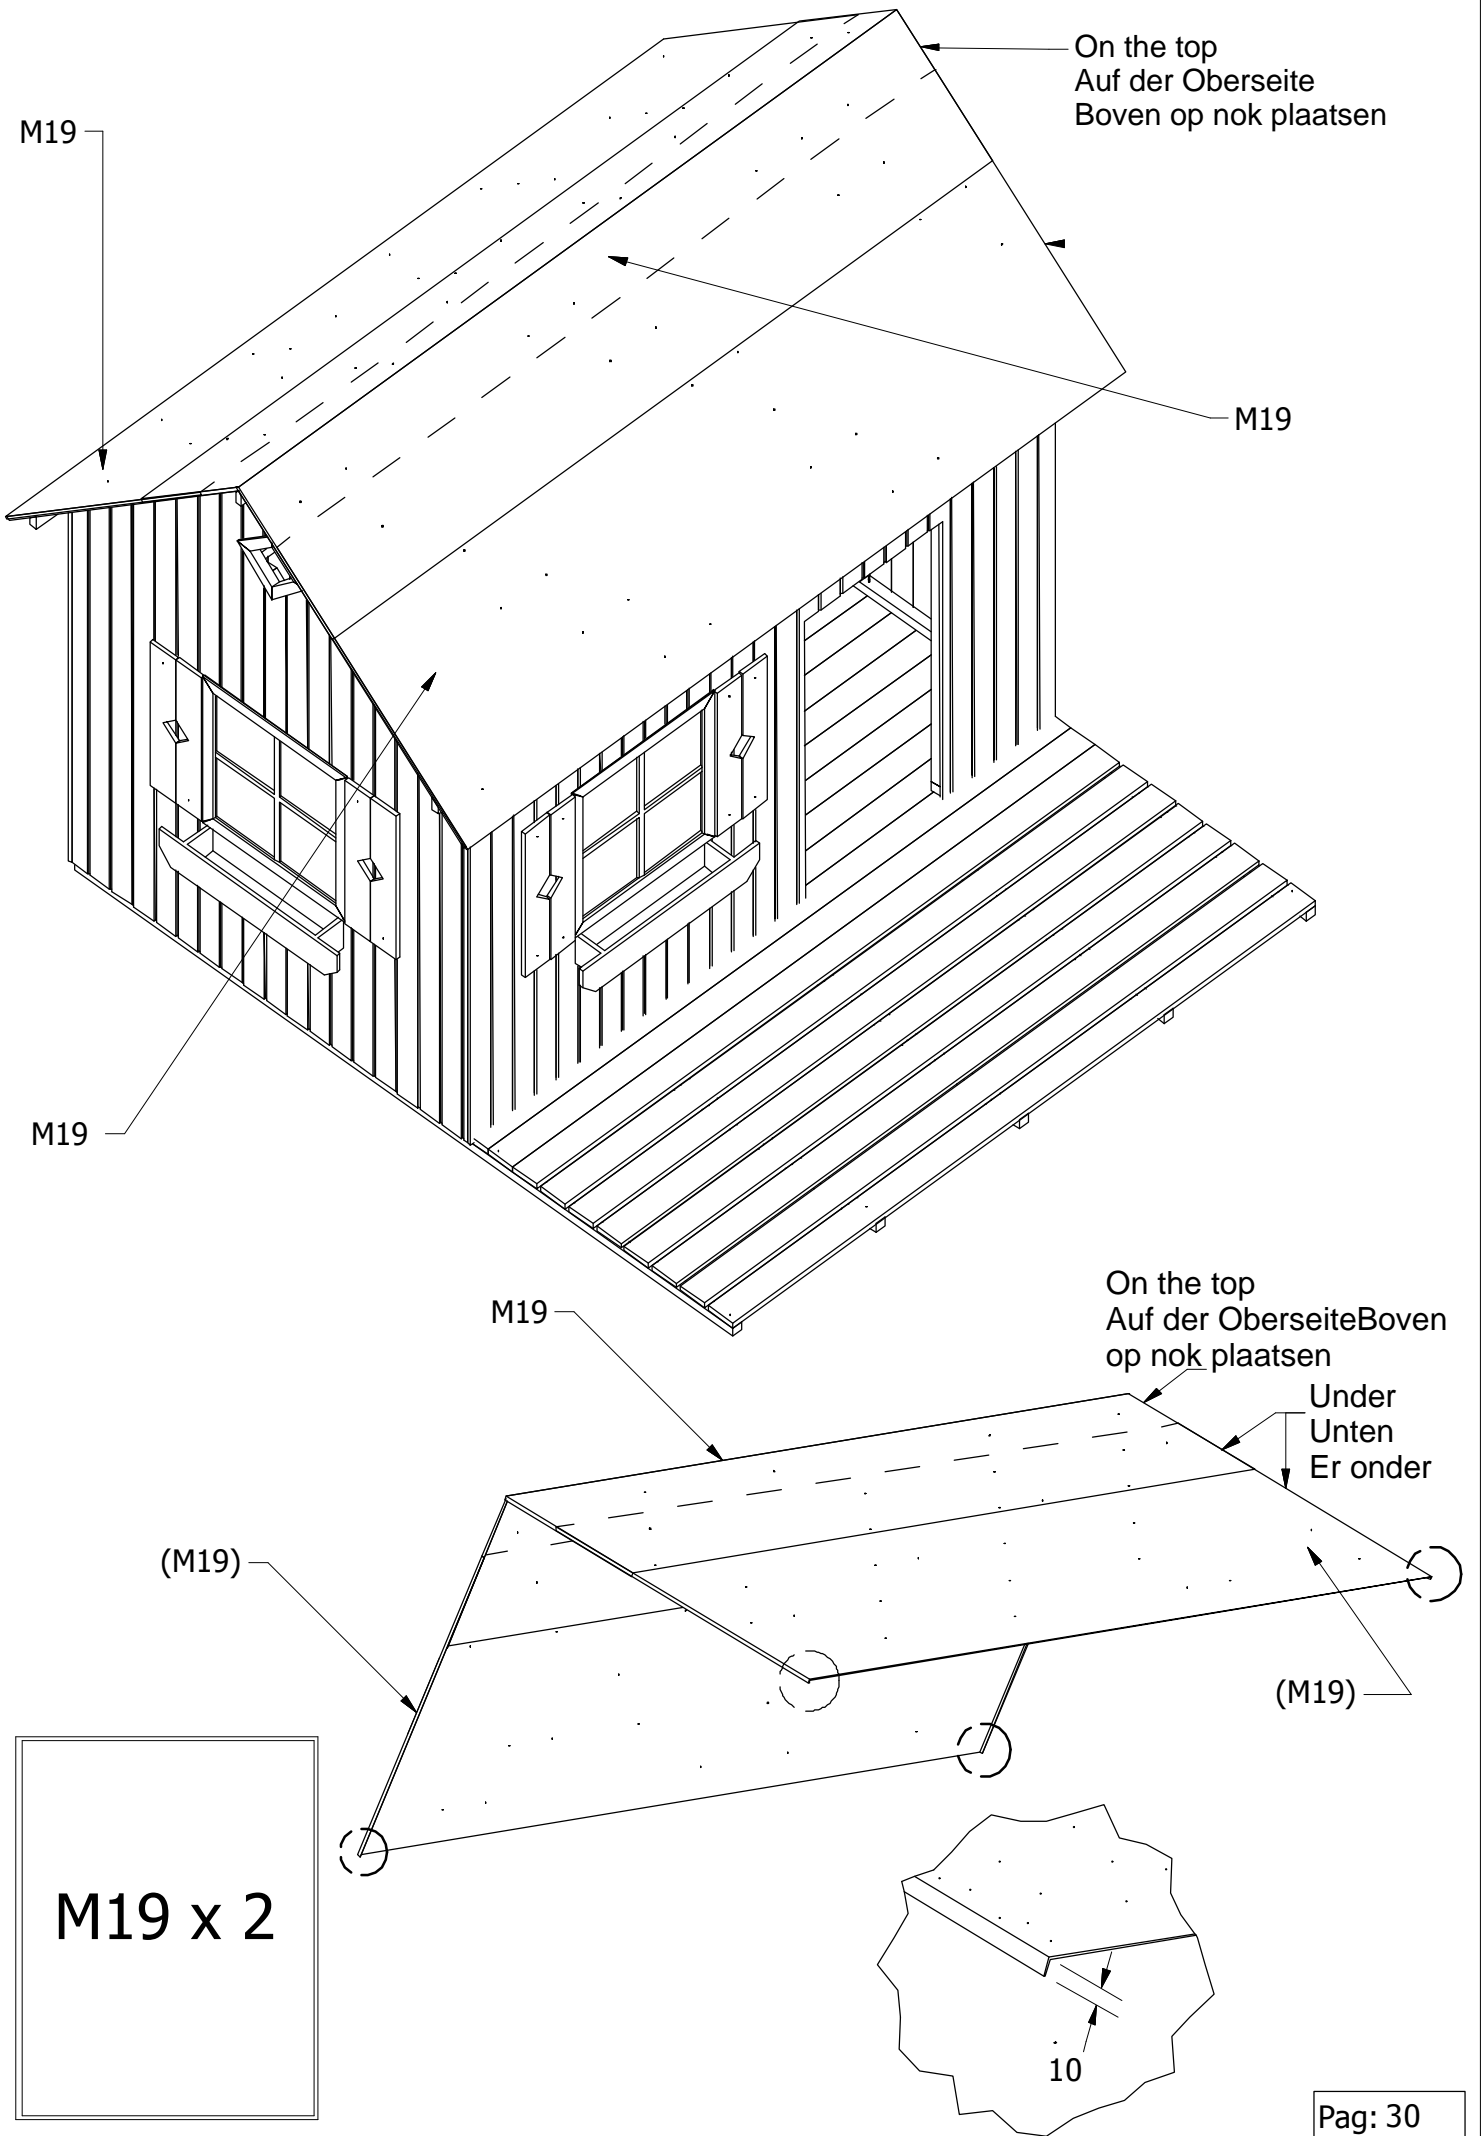 On the top
Auf der Oberseite
Boven op nok plaatsen
M19
M19
M19
M19
On the top
Auf der OberseiteBoven
op nok plaatsen
Under
Unten
Er onder
(M19)
(M19)
M19 x 2
10
Pag: 30